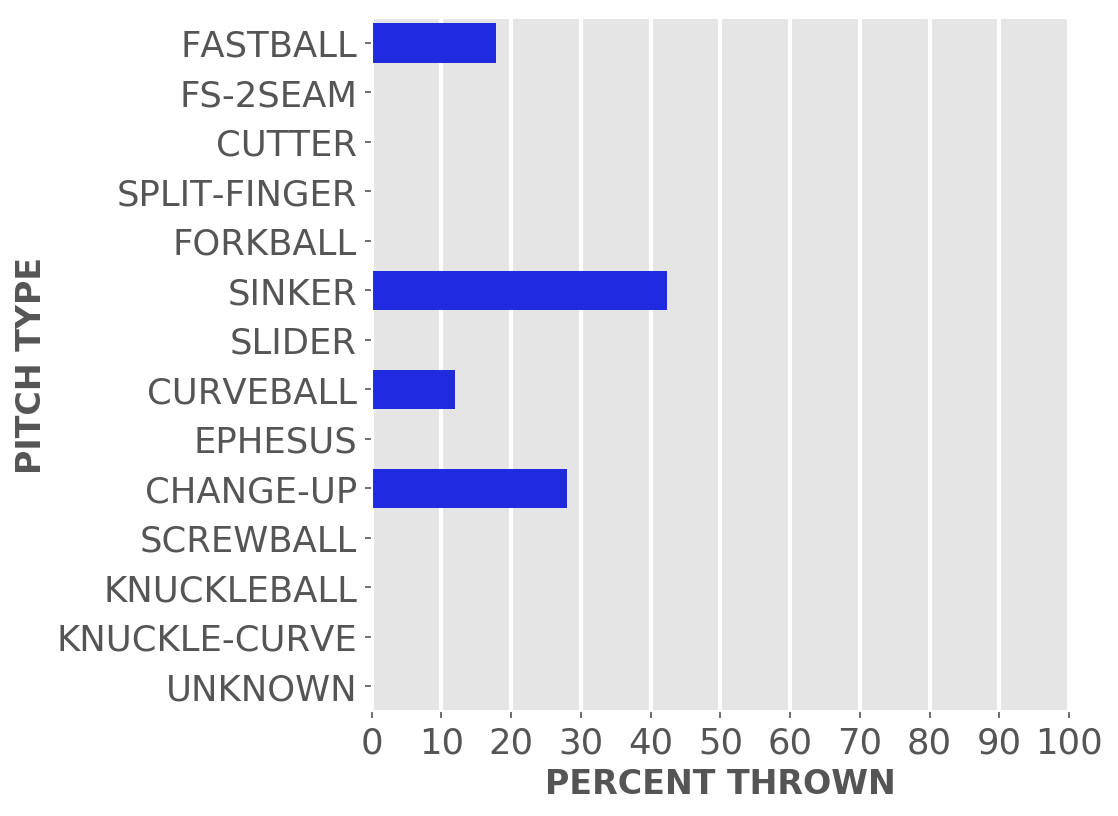 FASTBALL
FS-2SEAM
CUTTER
SPLIT-FINGER
FORKBALL
SINKER
SLIDER
CURVEBALL
EPHESUS
CHANGE-UP
SCREWBALL
KNUCKLEBALL
KNUCKLE-CURVE
UNKNOWN
PITCH TYPE
0 10 20 30 40 50 60 70 80 90 100
PERCENT THROWN